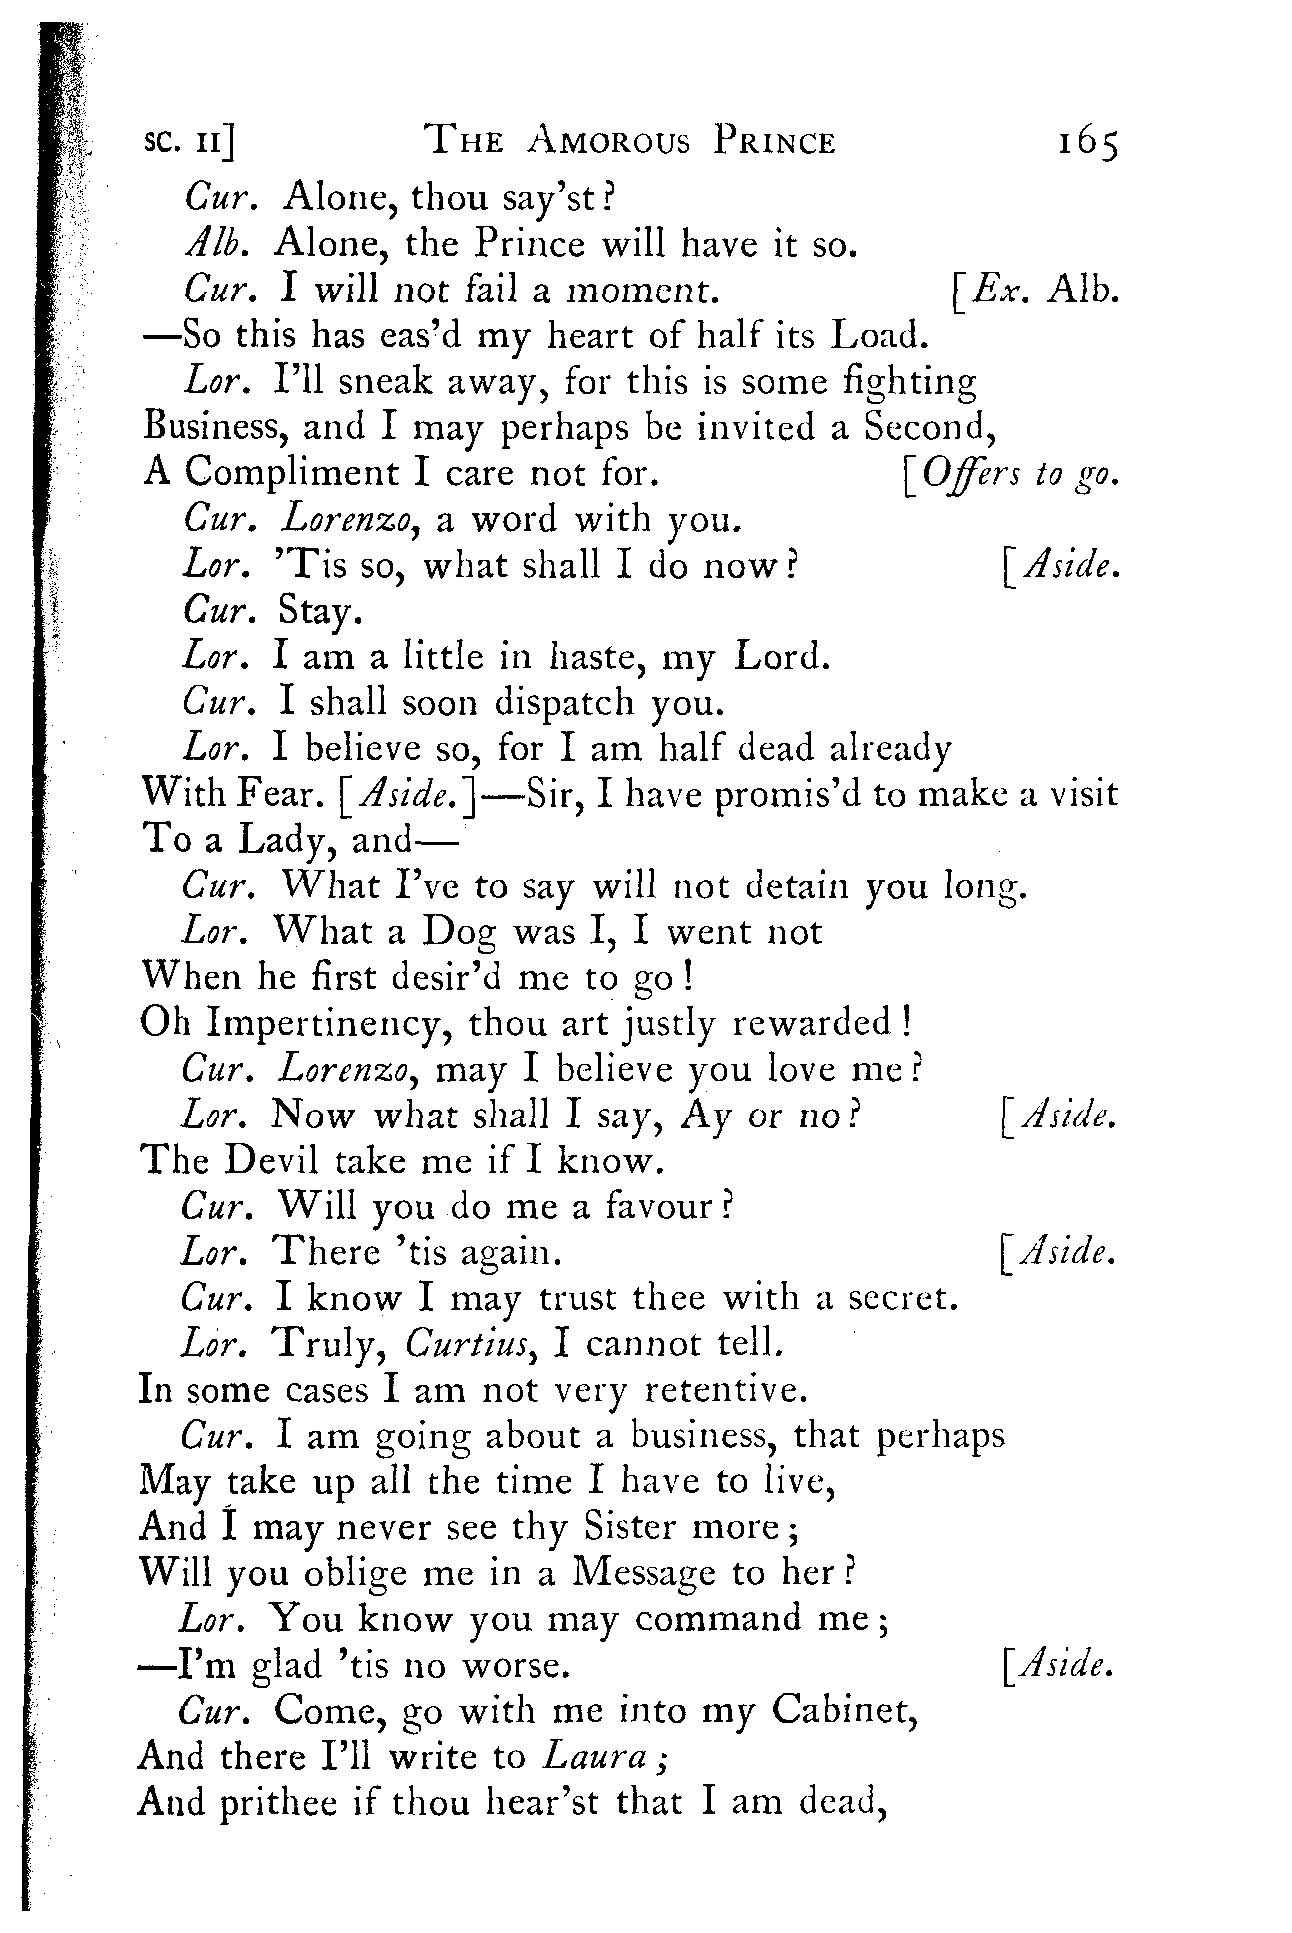 SC. II] THE AMOROUS PRINCE 165
Cur. Alone, thou say'st?
Alb. Alone, the Prince will have it so.
Cur. I will not fail a moment. [Ex. Alb.
—So this has eas'd my heart of half its Load.
Lor. I'll sneak away, for this is some fighting
Business, and I may perhaps be invited a Second,
A Compliment I care not for. [Offers to go.
Cur. Lorenzo, a word with you.
Lor. 'Tis so, what shall I do now? [Aside.
Cur. Stay.
Lor. I am a little in haste, my Lord.
Cur. I shall soon dispatch you.
Lor. I believe so, for I am half dead already
With Fear. [Aside.]—Sir, I have promis'd to make a visit
To a Lady, and—
Cur. What I've to say will not detain you long.
Lor. What a Dog was I, I went not
When he first desir'd me to go!
Oh Impertinency, thou art justly rewarded!
Cur. Lorenzo, may I believe you love me?
Lor. Now what shall I say, Ay or no? [Aside.
The Devil take me if I know.
Cur. Will you do me a favour?
Lor. There 'tis again. [Aside.
Cur. I know I may trust thee with a secret.
Lor. Truly, Curtius, I cannot tell.
In some cases I am not very retentive.
Cur. I am going about a business, that perhaps
May take up all the time I have to live,
And I may never see thy Sister more;
Will you oblige me in a Message to her?
Lor. You know you may command me;
—I'm glad 'tis no worse. [Aside.
Cur. Come, go with me into my Cabinet,
And there I'll write to Laura;
And prithee if thou hear'st that I am dead,